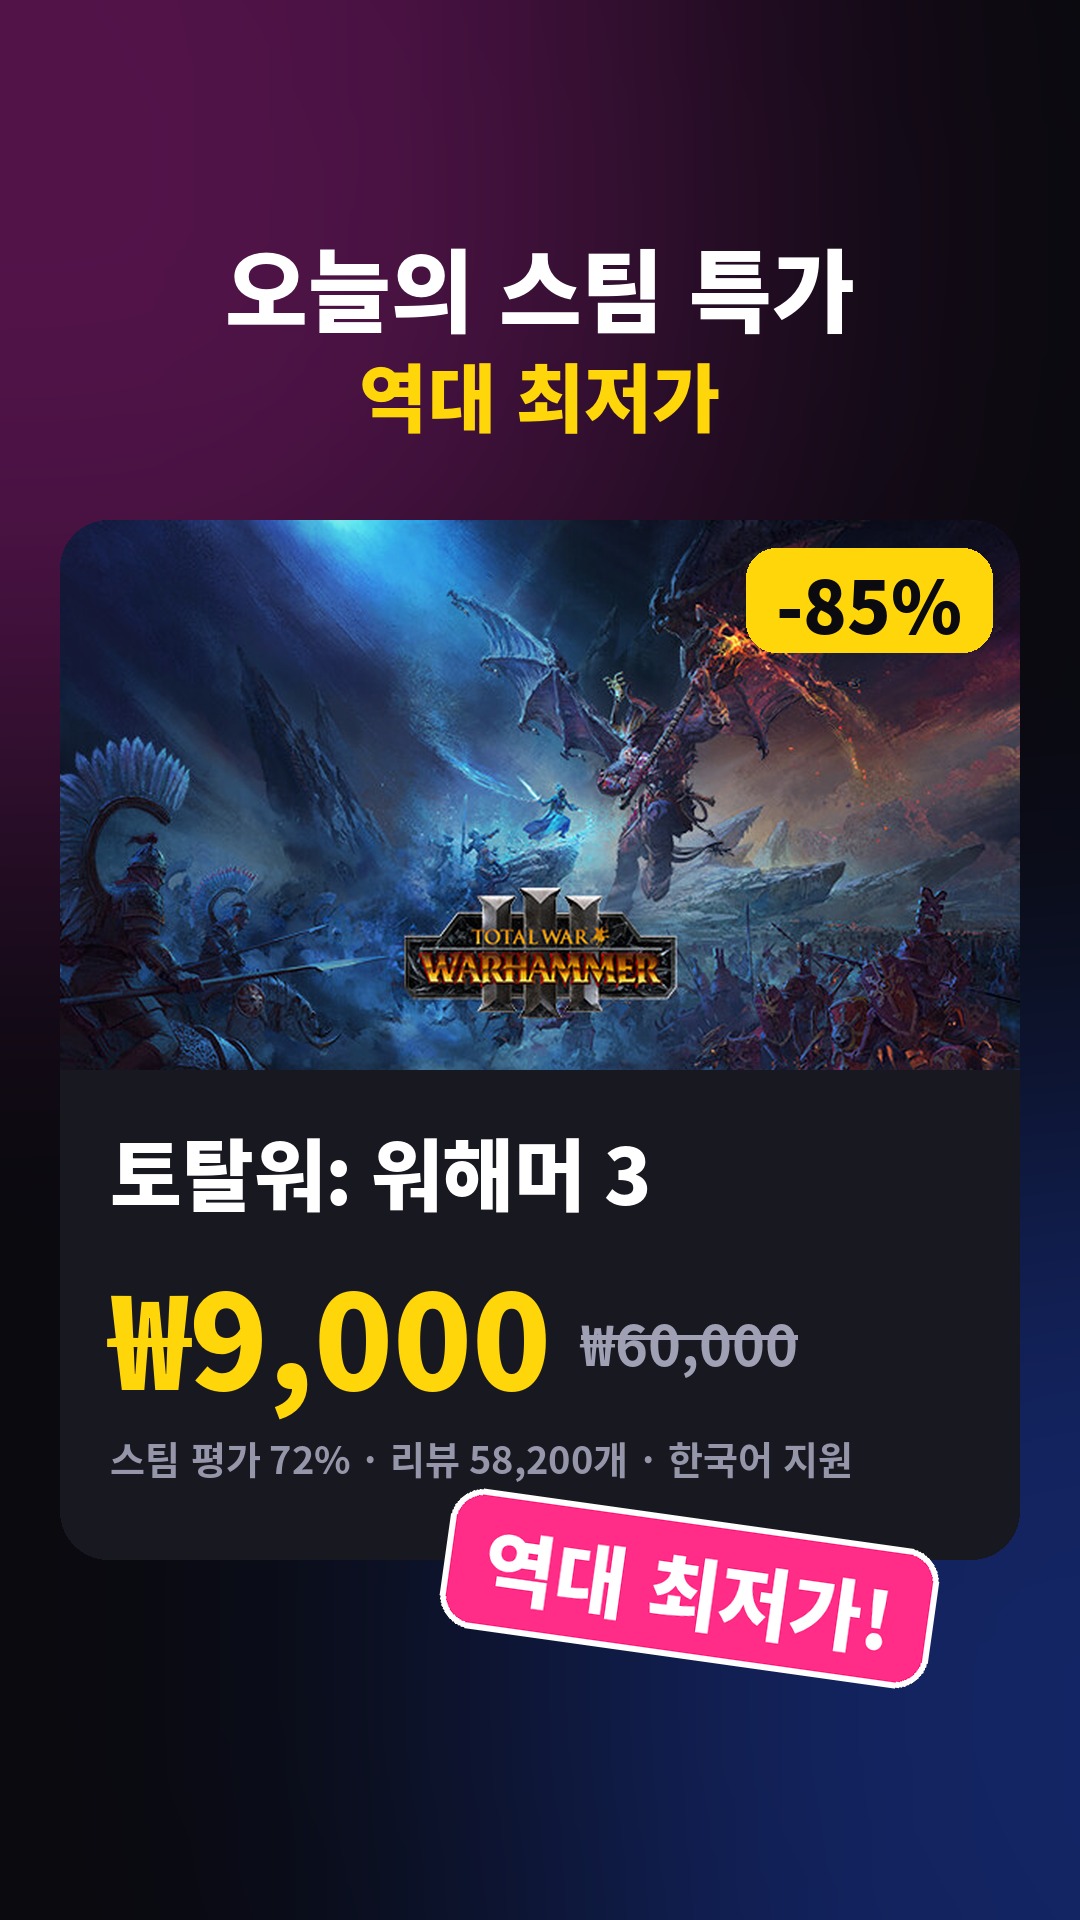 오늘의 스팀 특가
역대 최저가
-85%
TOTAL WAR
WARHAMMER
III
토탈워: 워해머 3
₩9,000 ₩60,000
스팀 평가 72% · 리뷰 58,200개 · 한국어 지원
역대 최저가!